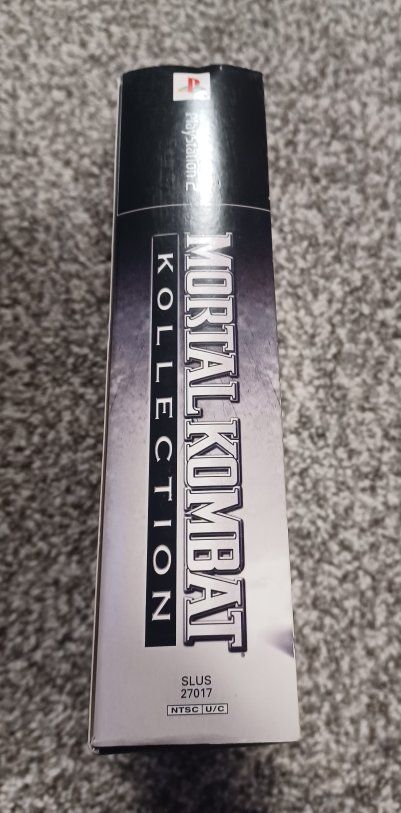 PlayStation 2
MORTAL KOMBAT
KOLLECTION
SLUS
27017
NTSC U/C